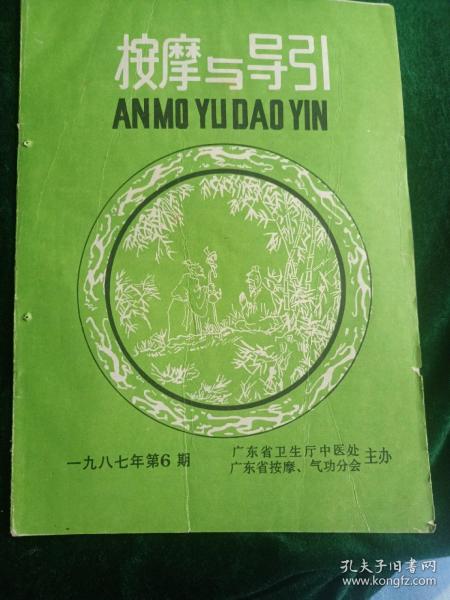 按摩与导引
ANMO YU DAO YIN
一九八七年第6期
广东省卫生厅中医处
广东省按摩、气功分会 主办
孔夫子旧书网
www.kongfz.com